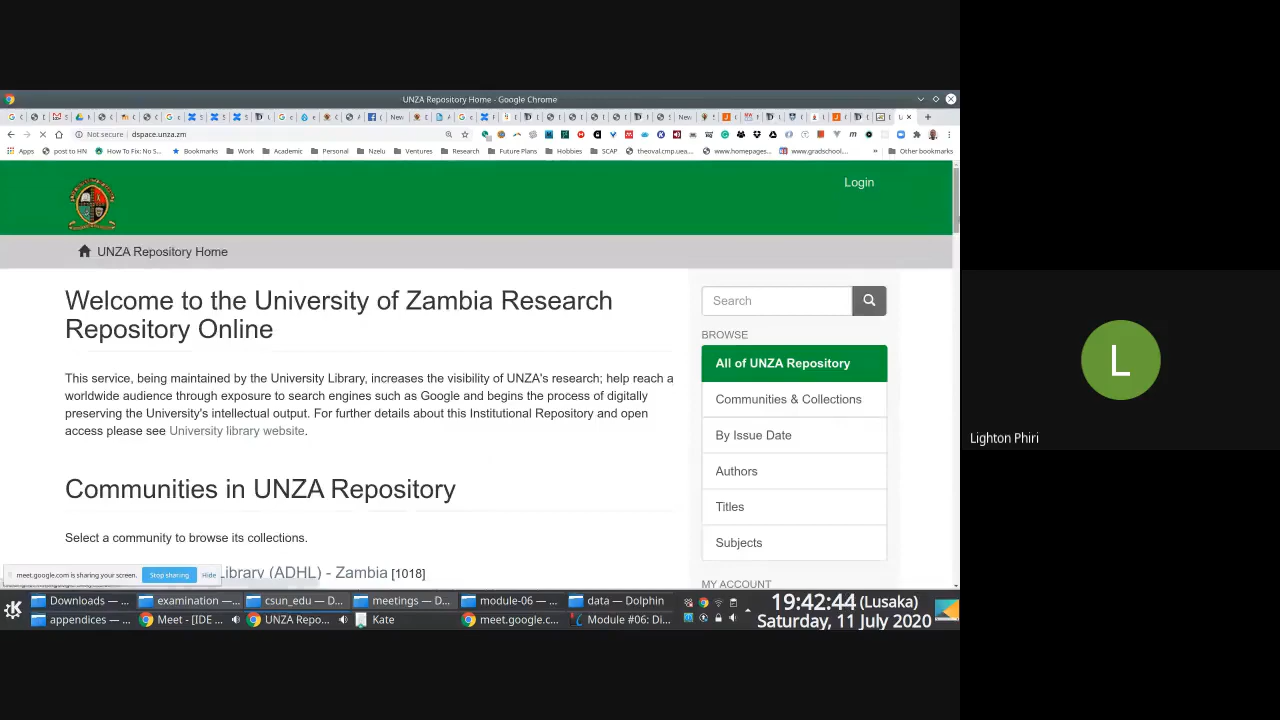 UNZA Repository Home - Google Chrome
Not secure | dspace.unza.zm
Apps post to HN How To Fix: No S... Bookmarks Work Academic Personal Nzelu Ventures Research Future Plans Hobbies SCAP theoval.cmp.uea... www.homepages... www.gradschool.... » Other bookmarks
Login
UNZA Repository Home
Welcome to the University of Zambia Research
Repository Online
This service, being maintained by the University Library, increases the visibility of UNZA's research; help reach a
worldwide audience through exposure to search engines such as Google and begins the process of digitally
preserving the University's intellectual output. For further details about this Institutional Repository and open
access please see University library website.
Communities in UNZA Repository
Select a community to browse its collections.
Library (ADHL) - Zambia [1018]
Search
BROWSE
All of UNZA Repository
Communities & Collections
By Issue Date
Authors
Titles
Subjects
MY ACCOUNT
meet.google.com is sharing your screen. Stop sharing Hide
Downloads — ... examination —... csun_edu — D... meetings — D... module-06 — ... data — Dolphin
appendices —... Meet - [IDE ... UNZA Repo... Kate meet.google.c... Module #06: Di...
19:42:44 (Lusaka)
Saturday, 11 July 2020
L
Lighton Phiri